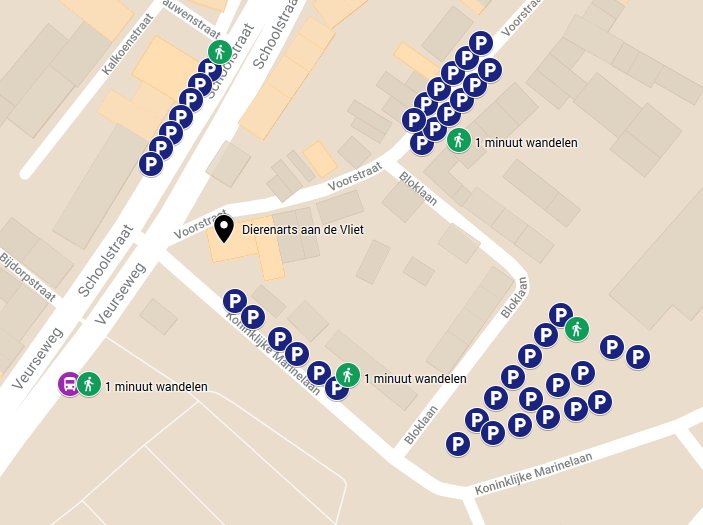 auwenstraat
Kalkoenstraat
Schoolstraat
Schoolstraat
Voorstraat
P P P P P P P
P P P P P P P P P P P P
1 minuut wandelen
Voorstraat
Bloklaan
Voorstraat
Dierenarts aan de Vliet
Schoolstraat
Bijdorpstraat
Veurseweg
Bloklaan
P P P P P P
Koninklijke Marinelaan
Veurseweg
1 minuut wandelen
1 minuut wandelen
P P P P P P P P P P P P P P P P
Bloklaan
Koninklijke Marinelaan